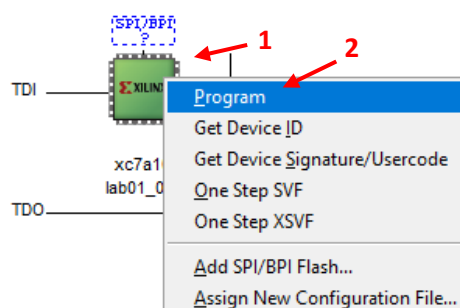 SPI/BPI
?
1
2
TDI
XILINX
Program
Get Device ID
Get Device Signature/Usercode
xc7a10
One Step SVF
lab01_0
TDO
One Step XSVF
Add SPI/BPI Flash...
Assign New Configuration File...